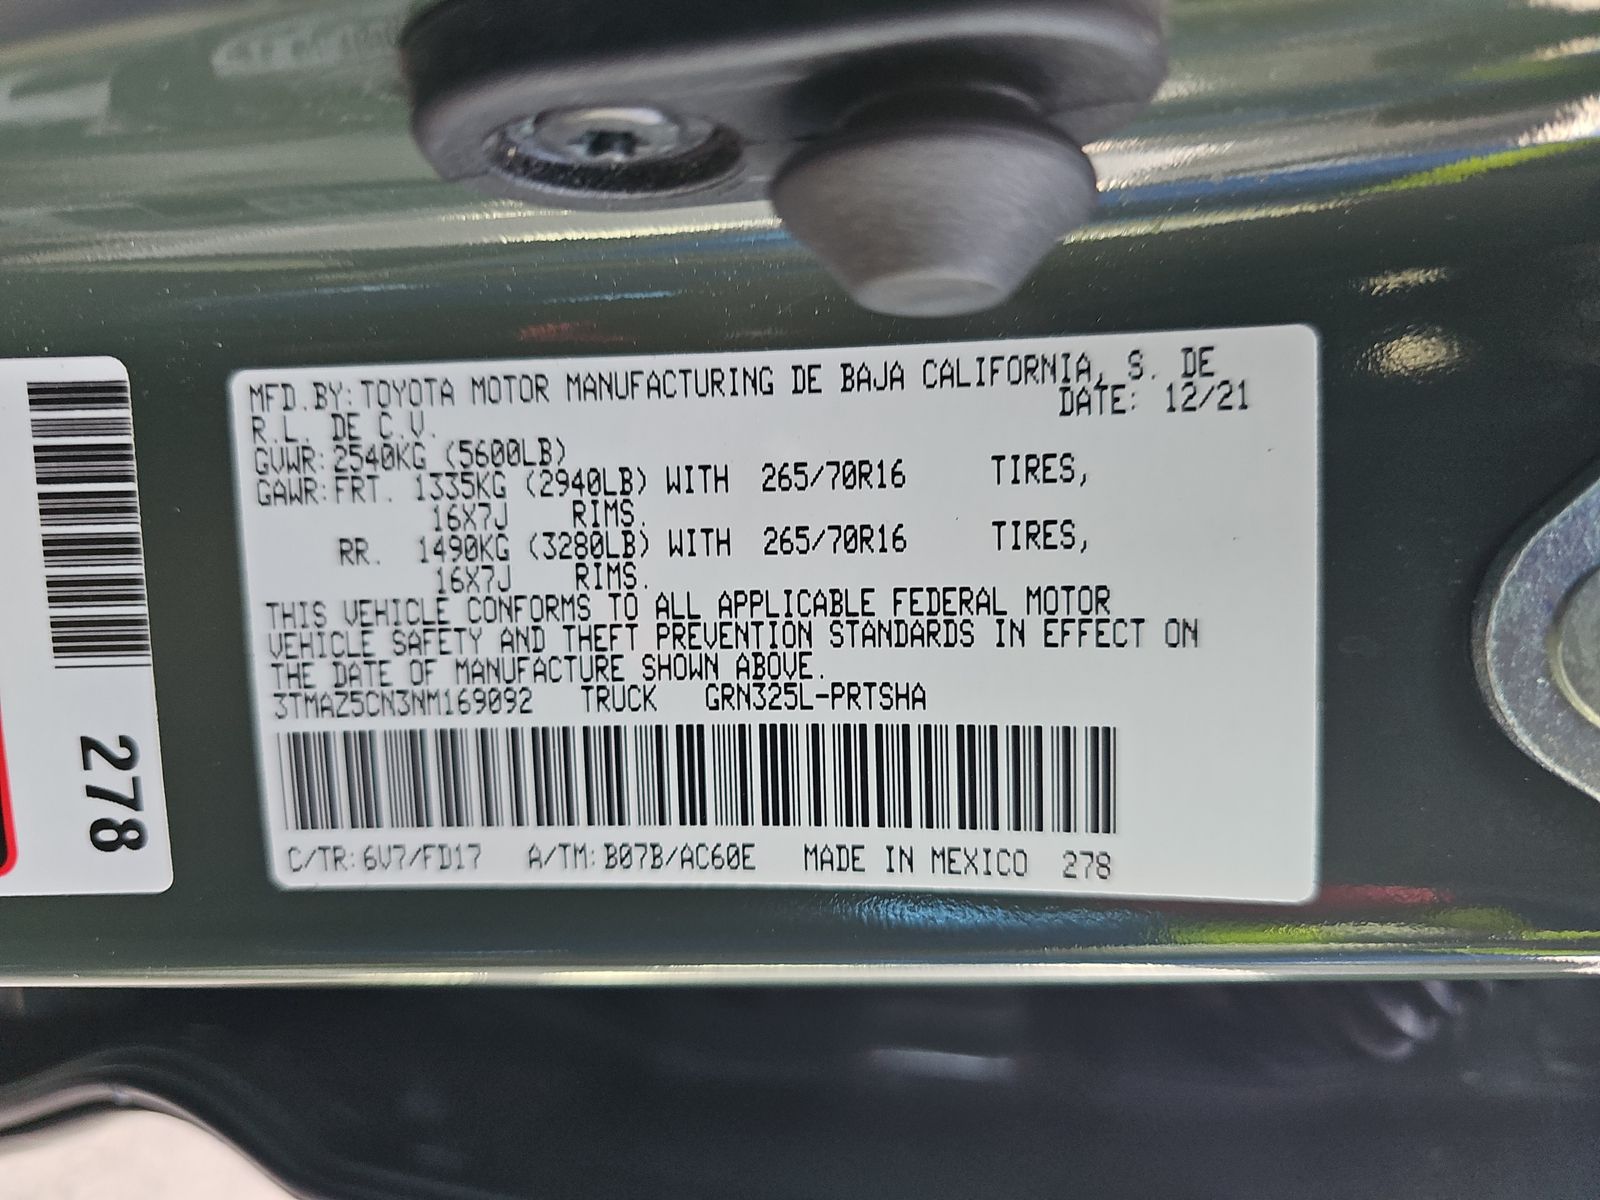 MFD.BY:TOYOTA MOTOR MANUFACTURING DE BAJA CALIFORNIA, S. DE
R.L. DE C.V. DATE: 12/21
GVWR:2540KG (5600LB)
GAWR:FRT. 1335KG (2940LB) WITH 265/70R16 TIRES,
16X7J RIMS.
RR. 1490KG (3280LB) WITH 265/70R16 TIRES,
16X7J RIMS.
THIS VEHICLE CONFORMS TO ALL APPLICABLE FEDERAL MOTOR
VEHICLE SAFETY AND THEFT PREVENTION STANDARDS IN EFFECT ON
THE DATE OF MANUFACTURE SHOWN ABOVE.
3TMAZ5CN3NM169092 TRUCK GRN325L-PRTSHA
C/TR:6V7/FD17 A/TM:B07B/AC60E MADE IN MEXICO 278
278